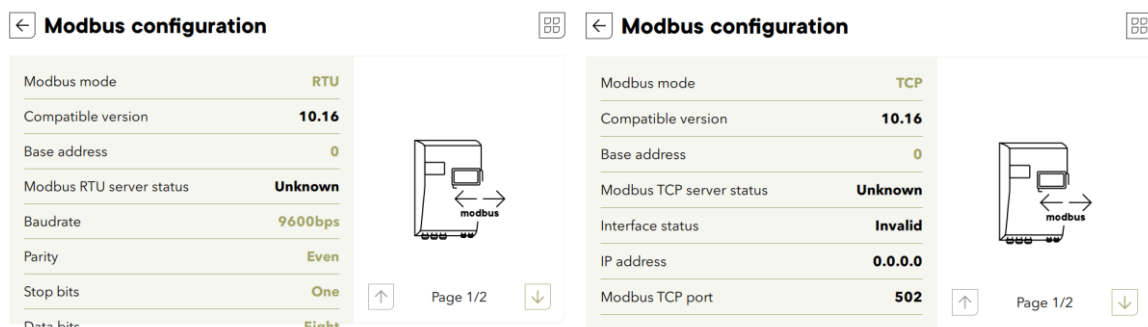 Modbus configuration
Modbus mode RTU
Compatible version 10.16
Base address 0
Modbus RTU server status Unknown
Baudrate 9600bps
Parity Even
Stop bits One
Data bits Eight
modbus
Page 1/2
Modbus configuration
Modbus mode TCP
Compatible version 10.16
Base address 0
Modbus TCP server status Unknown
Interface status Invalid
IP address 0.0.0.0
Modbus TCP port 502
modbus
Page 1/2